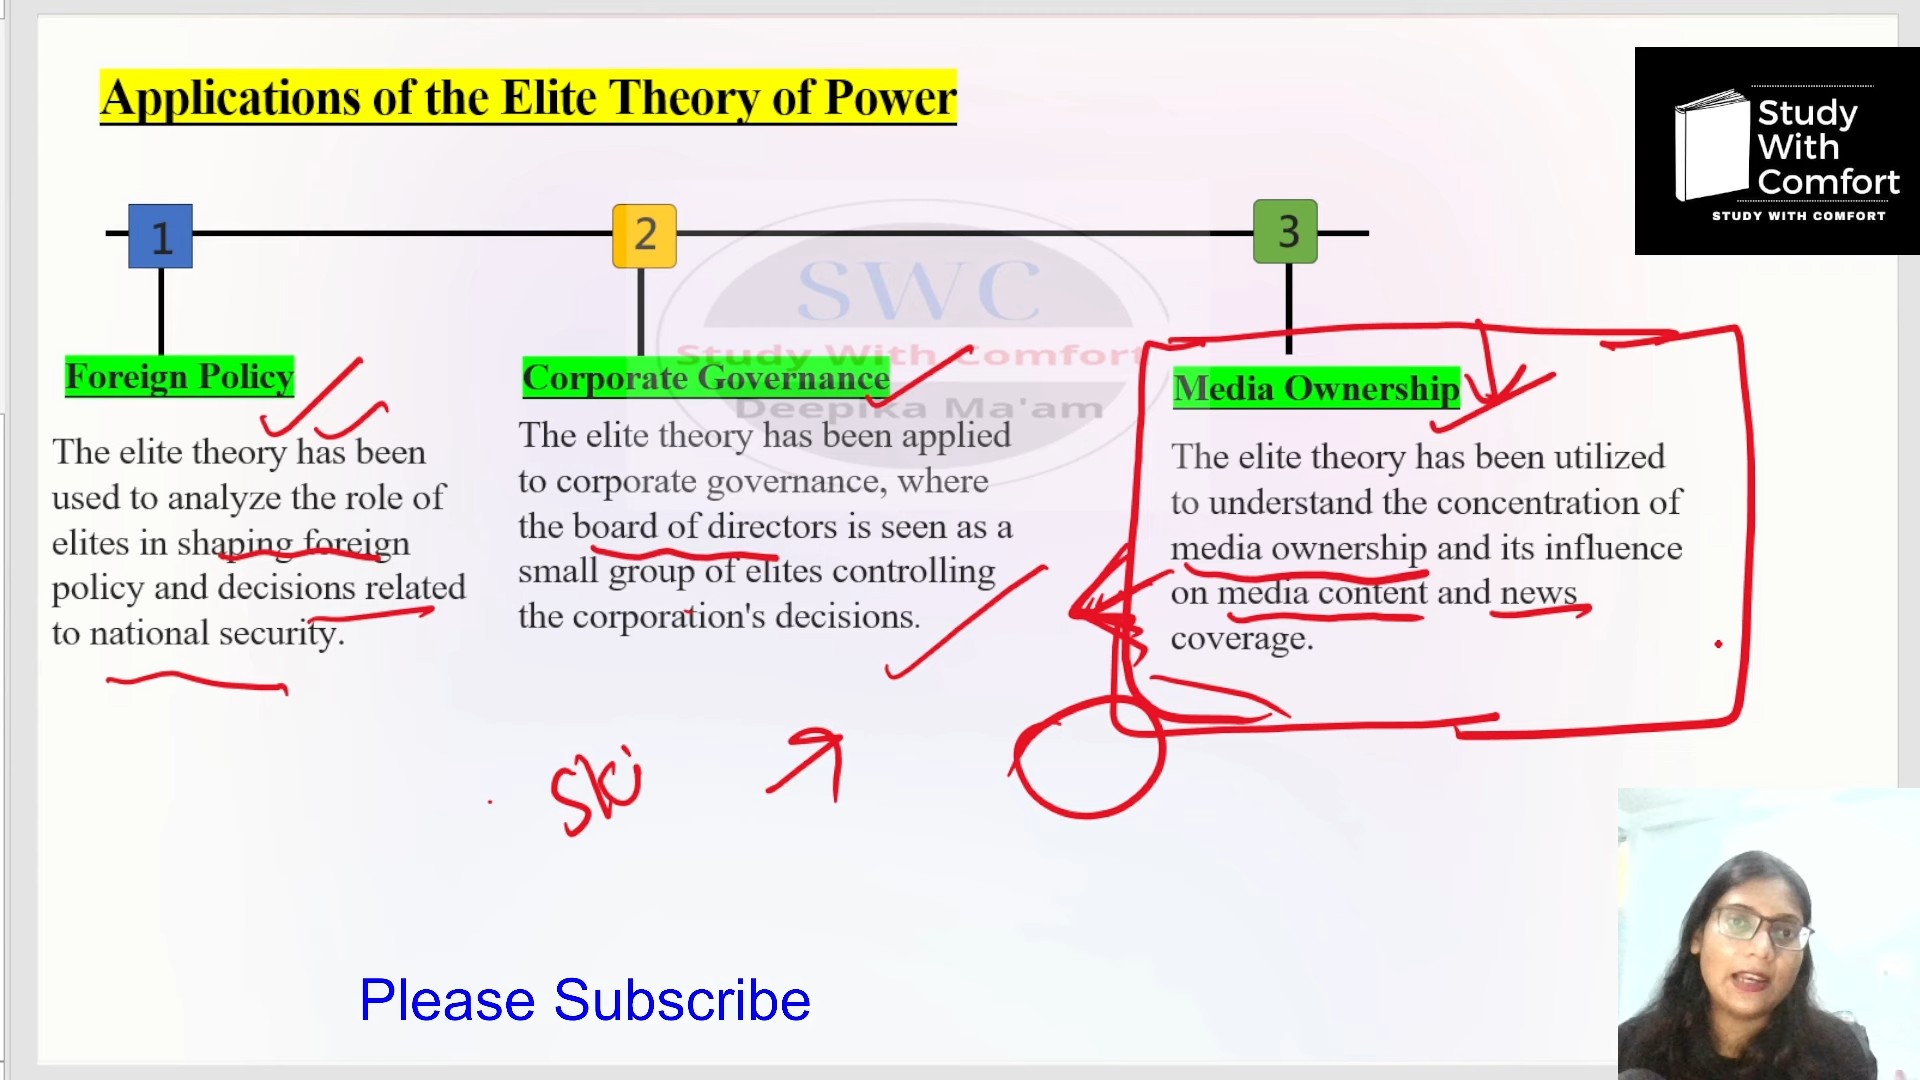 Applications of the Elite Theory of Power
Study
With
Comfort
STUDY WITH COMFORT
1
2
3
SWC
Study With Comfort
Deepika Ma'am
Foreign Policy
The elite theory has been
used to analyze the role of
elites in shaping foreign
policy and decisions related
to national security.
Corporate Governance
The elite theory has been applied
to corporate governance, where
the board of directors is seen as a
small group of elites controlling
the corporation's decisions.
Media Ownership
The elite theory has been utilized
to understand the concentration of
media ownership and its influence
on media content and news
coverage.
Please Subscribe